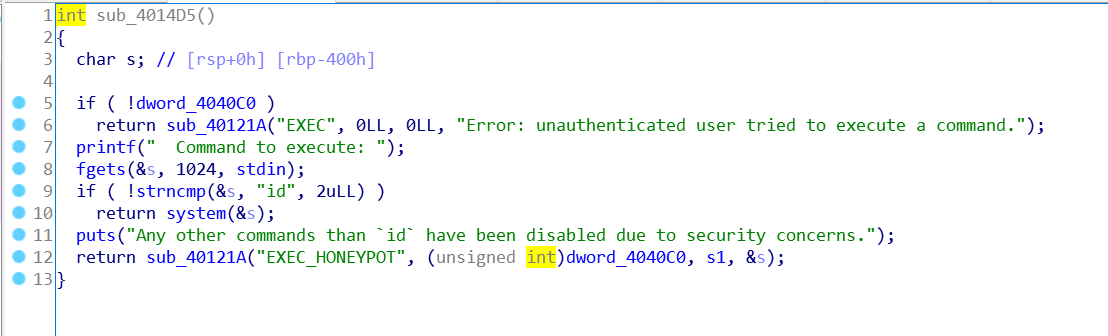 1 int sub_4014D5()
2 {
3   char s; // [rsp+0h] [rbp-400h]
4
5   if ( !dword_4040C0 )
6     return sub_40121A("EXEC", 0LL, 0LL, "Error: unauthenticated user tried to execute a command.");
7   printf("  Command to execute: ");
8   fgets(&s, 1024, stdin);
9   if ( !strncmp(&s, "id", 2uLL) )
10     return system(&s);
11   puts("Any other commands than `id` have been disabled due to security concerns.");
12   return sub_40121A("EXEC_HONEYPOT", (unsigned int)dword_4040C0, s1, &s);
13 }